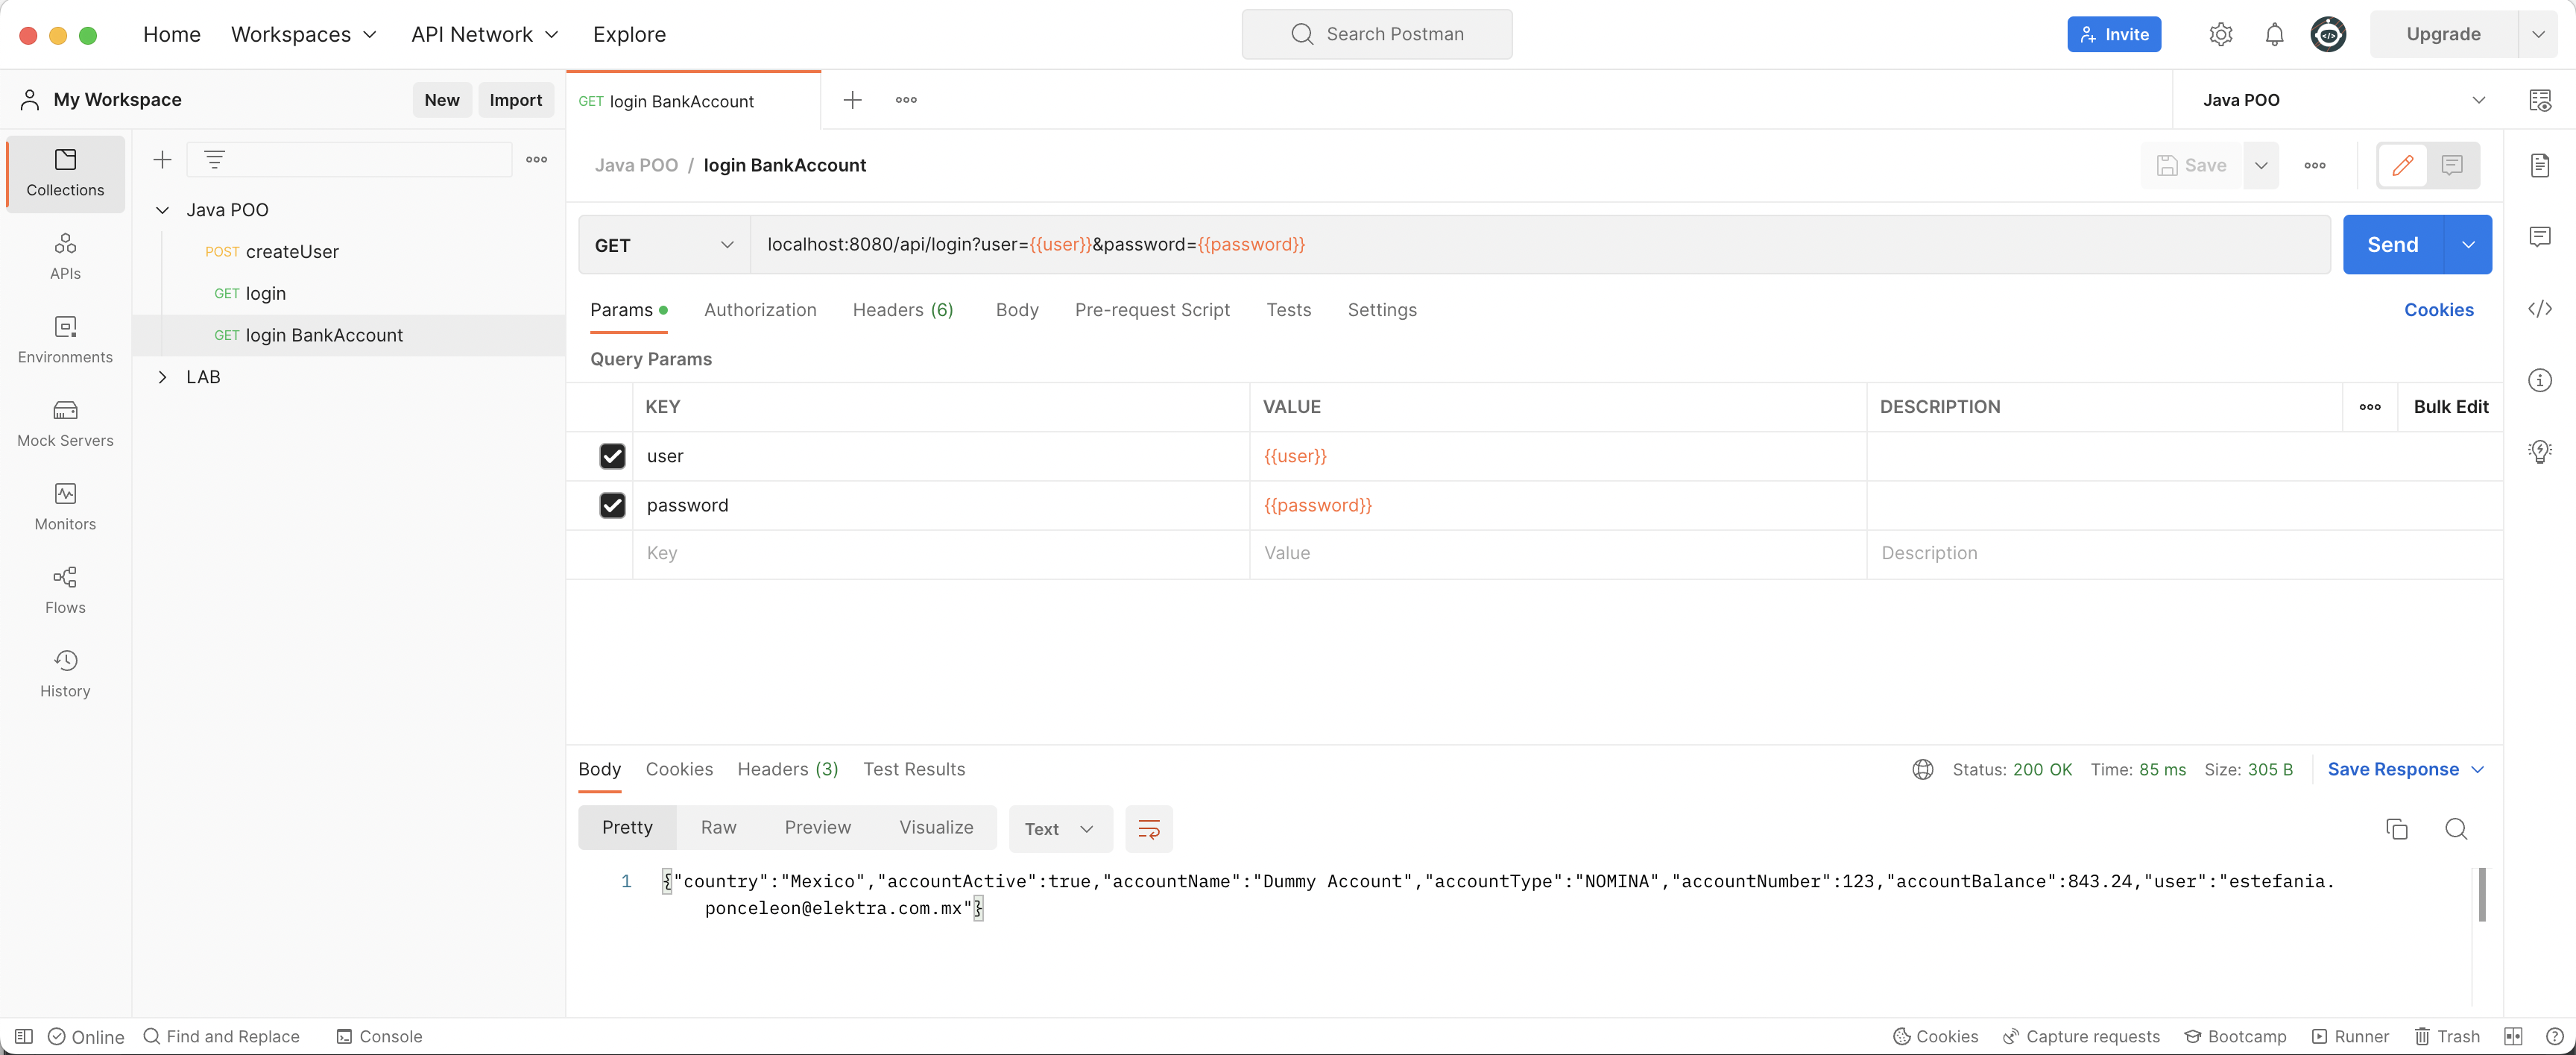 Home Workspaces API Network Explore Search Postman Invite Upgrade
My Workspace New Import GET login BankAccount Java POO
Collections
APIs
Environments
Mock Servers
Monitors
Flows
History
Java POO
POST createUser
GET login
GET login BankAccount
LAB
Java POO / login BankAccount Save
GET localhost:8080/api/login?user={{user}}&password={{password}} Send
Params Authorization Headers (6) Body Pre-request Script Tests Settings Cookies
Query Params
KEY VALUE DESCRIPTION Bulk Edit
user {{user}}
password {{password}}
Key Value Description
Body Cookies Headers (3) Test Results Status: 200 OK Time: 85 ms Size: 305 B Save Response
Pretty Raw Preview Visualize Text
1 {"country":"Mexico","accountActive":true,"accountName":"Dummy Account","accountType":"NOMINA","accountNumber":123,"accountBalance":843.24,"user":"estefania.
ponceleon@elektra.com.mx"}
Online Find and Replace Console Cookies Capture requests Bootcamp Runner Trash